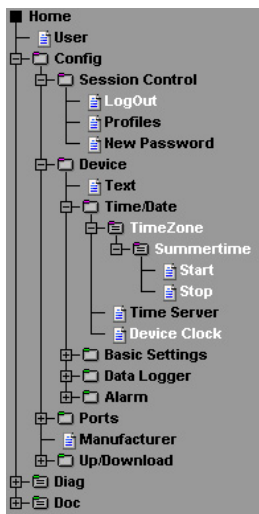 Home
User
Config
Session Control
LogOut
Profiles
New Password
Device
Text
Time/Date
TimeZone
Summertime
Start
Stop
Time Server
Device Clock
Basic Settings
Data Logger
Alarm
Ports
Manufacturer
Up/Download
Diag
Doc